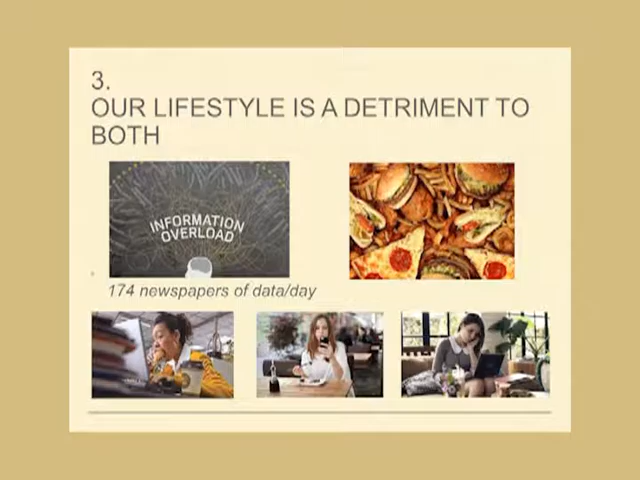 3.
OUR LIFESTYLE IS A DETRIMENT TO
BOTH
INFORMATION
OVERLOAD
174 newspapers of data/day